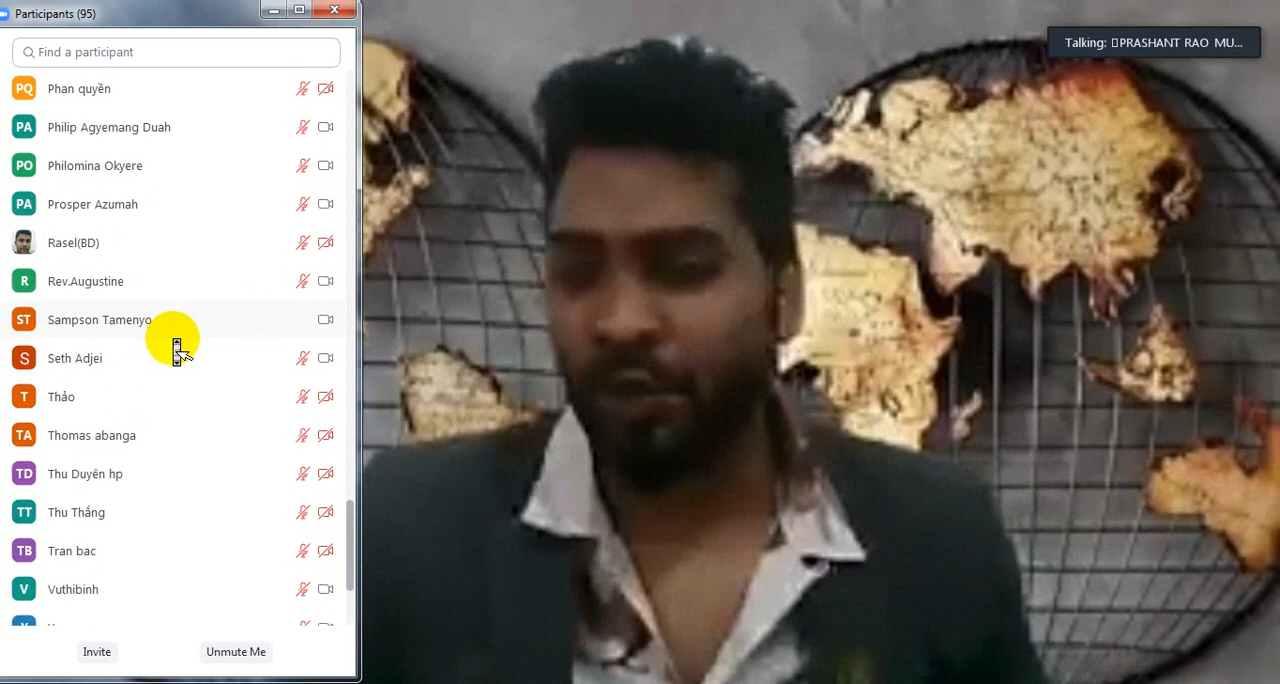 Participants (95)
Find a participant
PQ Phan quyền
PA Philip Agyemang Duah
PO Philomina Okyere
PA Prosper Azumah
Rasel(BD)
R Rev.Augustine
ST Sampson Tamenyo
S Seth Adjei
T Thảo
TA Thomas abanga
TD Thu Duyên hp
TT Thu Thắng
TB Tran bac
V Vuthibinh
Invite
Unmute Me
Talking: PRASHANT RAO MU...